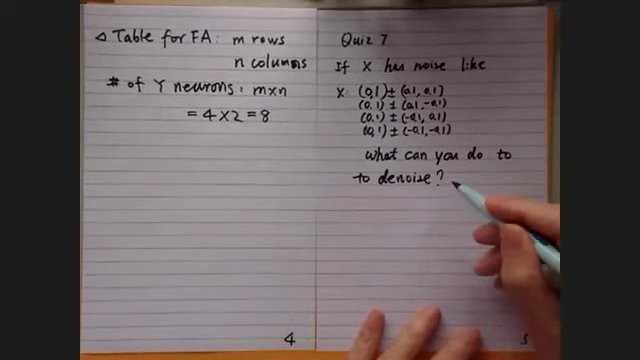 △ Table for FA: m rows
n columns
# of Y neurons: m×n
= 4 × 2 = 8
4
Quiz 7
If X has noise like
X: (0,1) ± (0.1, 0.1)
(0,1) ± (0.1, -0.1)
(0,1) ± (-0.1, 0.1)
(0,1) ± (-0.1, -0.1)
what can you do to
to denoise?
5